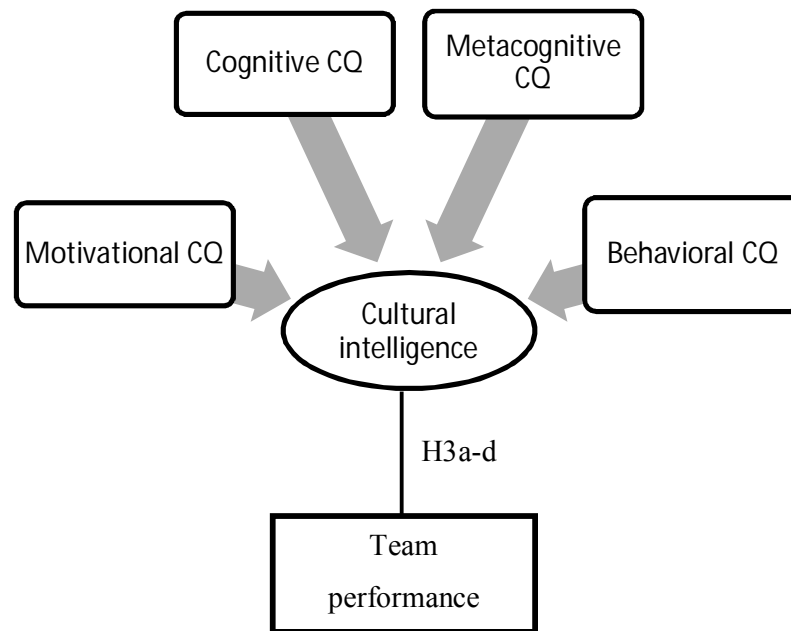 Cognitive CQ
Metacognitive
CQ
Motivational CQ
Behavioral CQ
Cultural
intelligence
H3a-d
Team
performance